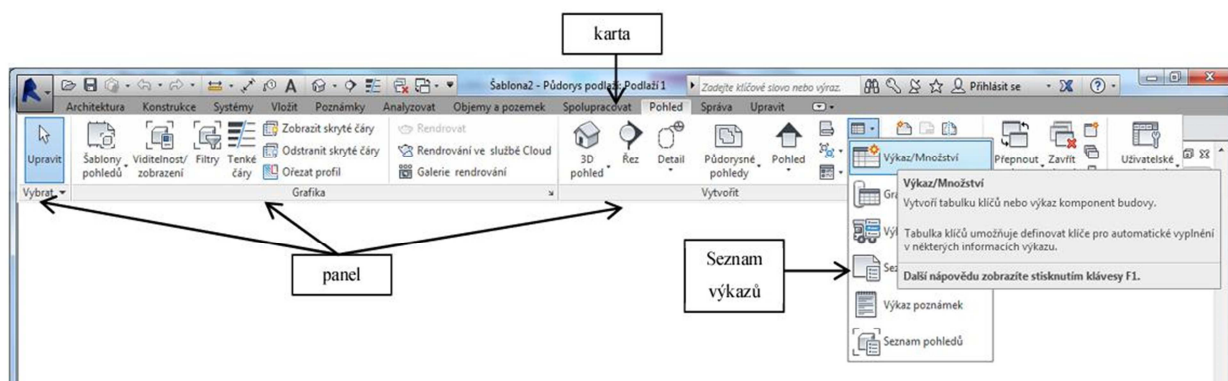 karta
Šablona2 - Půdorys podlaží: Podlaží 1
Zadejte klíčové slovo nebo výraz.
Přihlásit se
Architektura Konstrukce Systémy Vložit Poznámky Analyzovat Objemy a pozemek Spolupracovat Pohled Správa Upravit
Upravit
Šablony pohledů
Viditelnost/ zobrazení
Filtry
Tenké čáry
Zobrazit skryté čáry
Odstranit skryté čáry
Ořezat profil
Rendrovat
Rendrování ve službě Cloud
Galerie rendrování
3D pohled
Řez
Detail
Půdorysné pohledy
Pohled
Výkaz/Množství
Přepnout
Zavřít
Uživatelské
Vybrat
Grafika
Vytvořit
Výkaz/Množství
Vytvoří tabulku klíčů nebo výkaz komponent budovy.
Tabulka klíčů umožňuje definovat klíče pro automatické vyplnění
v některých informacích výkazu.
Další nápovědu zobrazíte stisknutím klávesy F1.
Výkaz poznámek
Seznam pohledů
panel
Seznam
výkazů